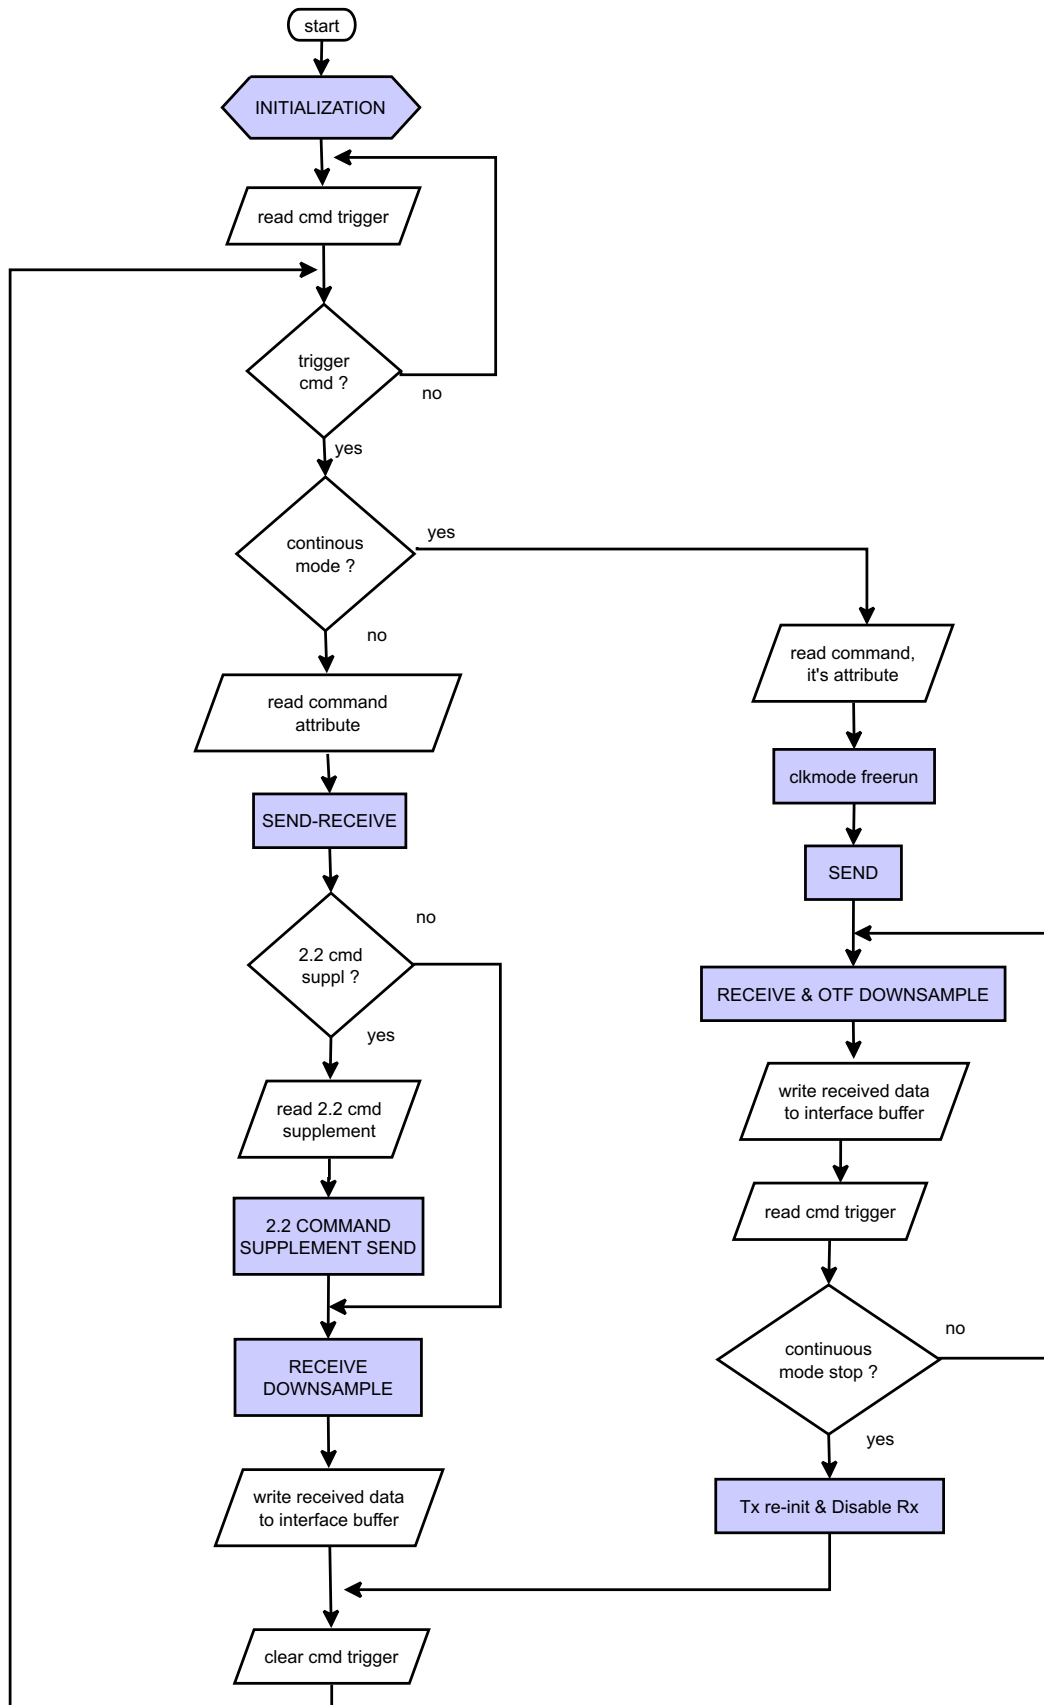 start
INITIALIZATION
read cmd trigger
trigger
cmd ?
no
yes
continous
mode ?
yes
no
read command
attribute
SEND-RECEIVE
2.2 cmd
suppl ?
no
yes
read 2.2 cmd
supplement
2.2 COMMAND
SUPPLEMENT SEND
RECEIVE
DOWNSAMPLE
write received data
to interface buffer
clear cmd trigger
read command,
it's attribute
clkmode freerun
SEND
RECEIVE & OTF DOWNSAMPLE
write received data
to interface buffer
read cmd trigger
continuous
mode stop ?
no
yes
Tx re-init & Disable Rx